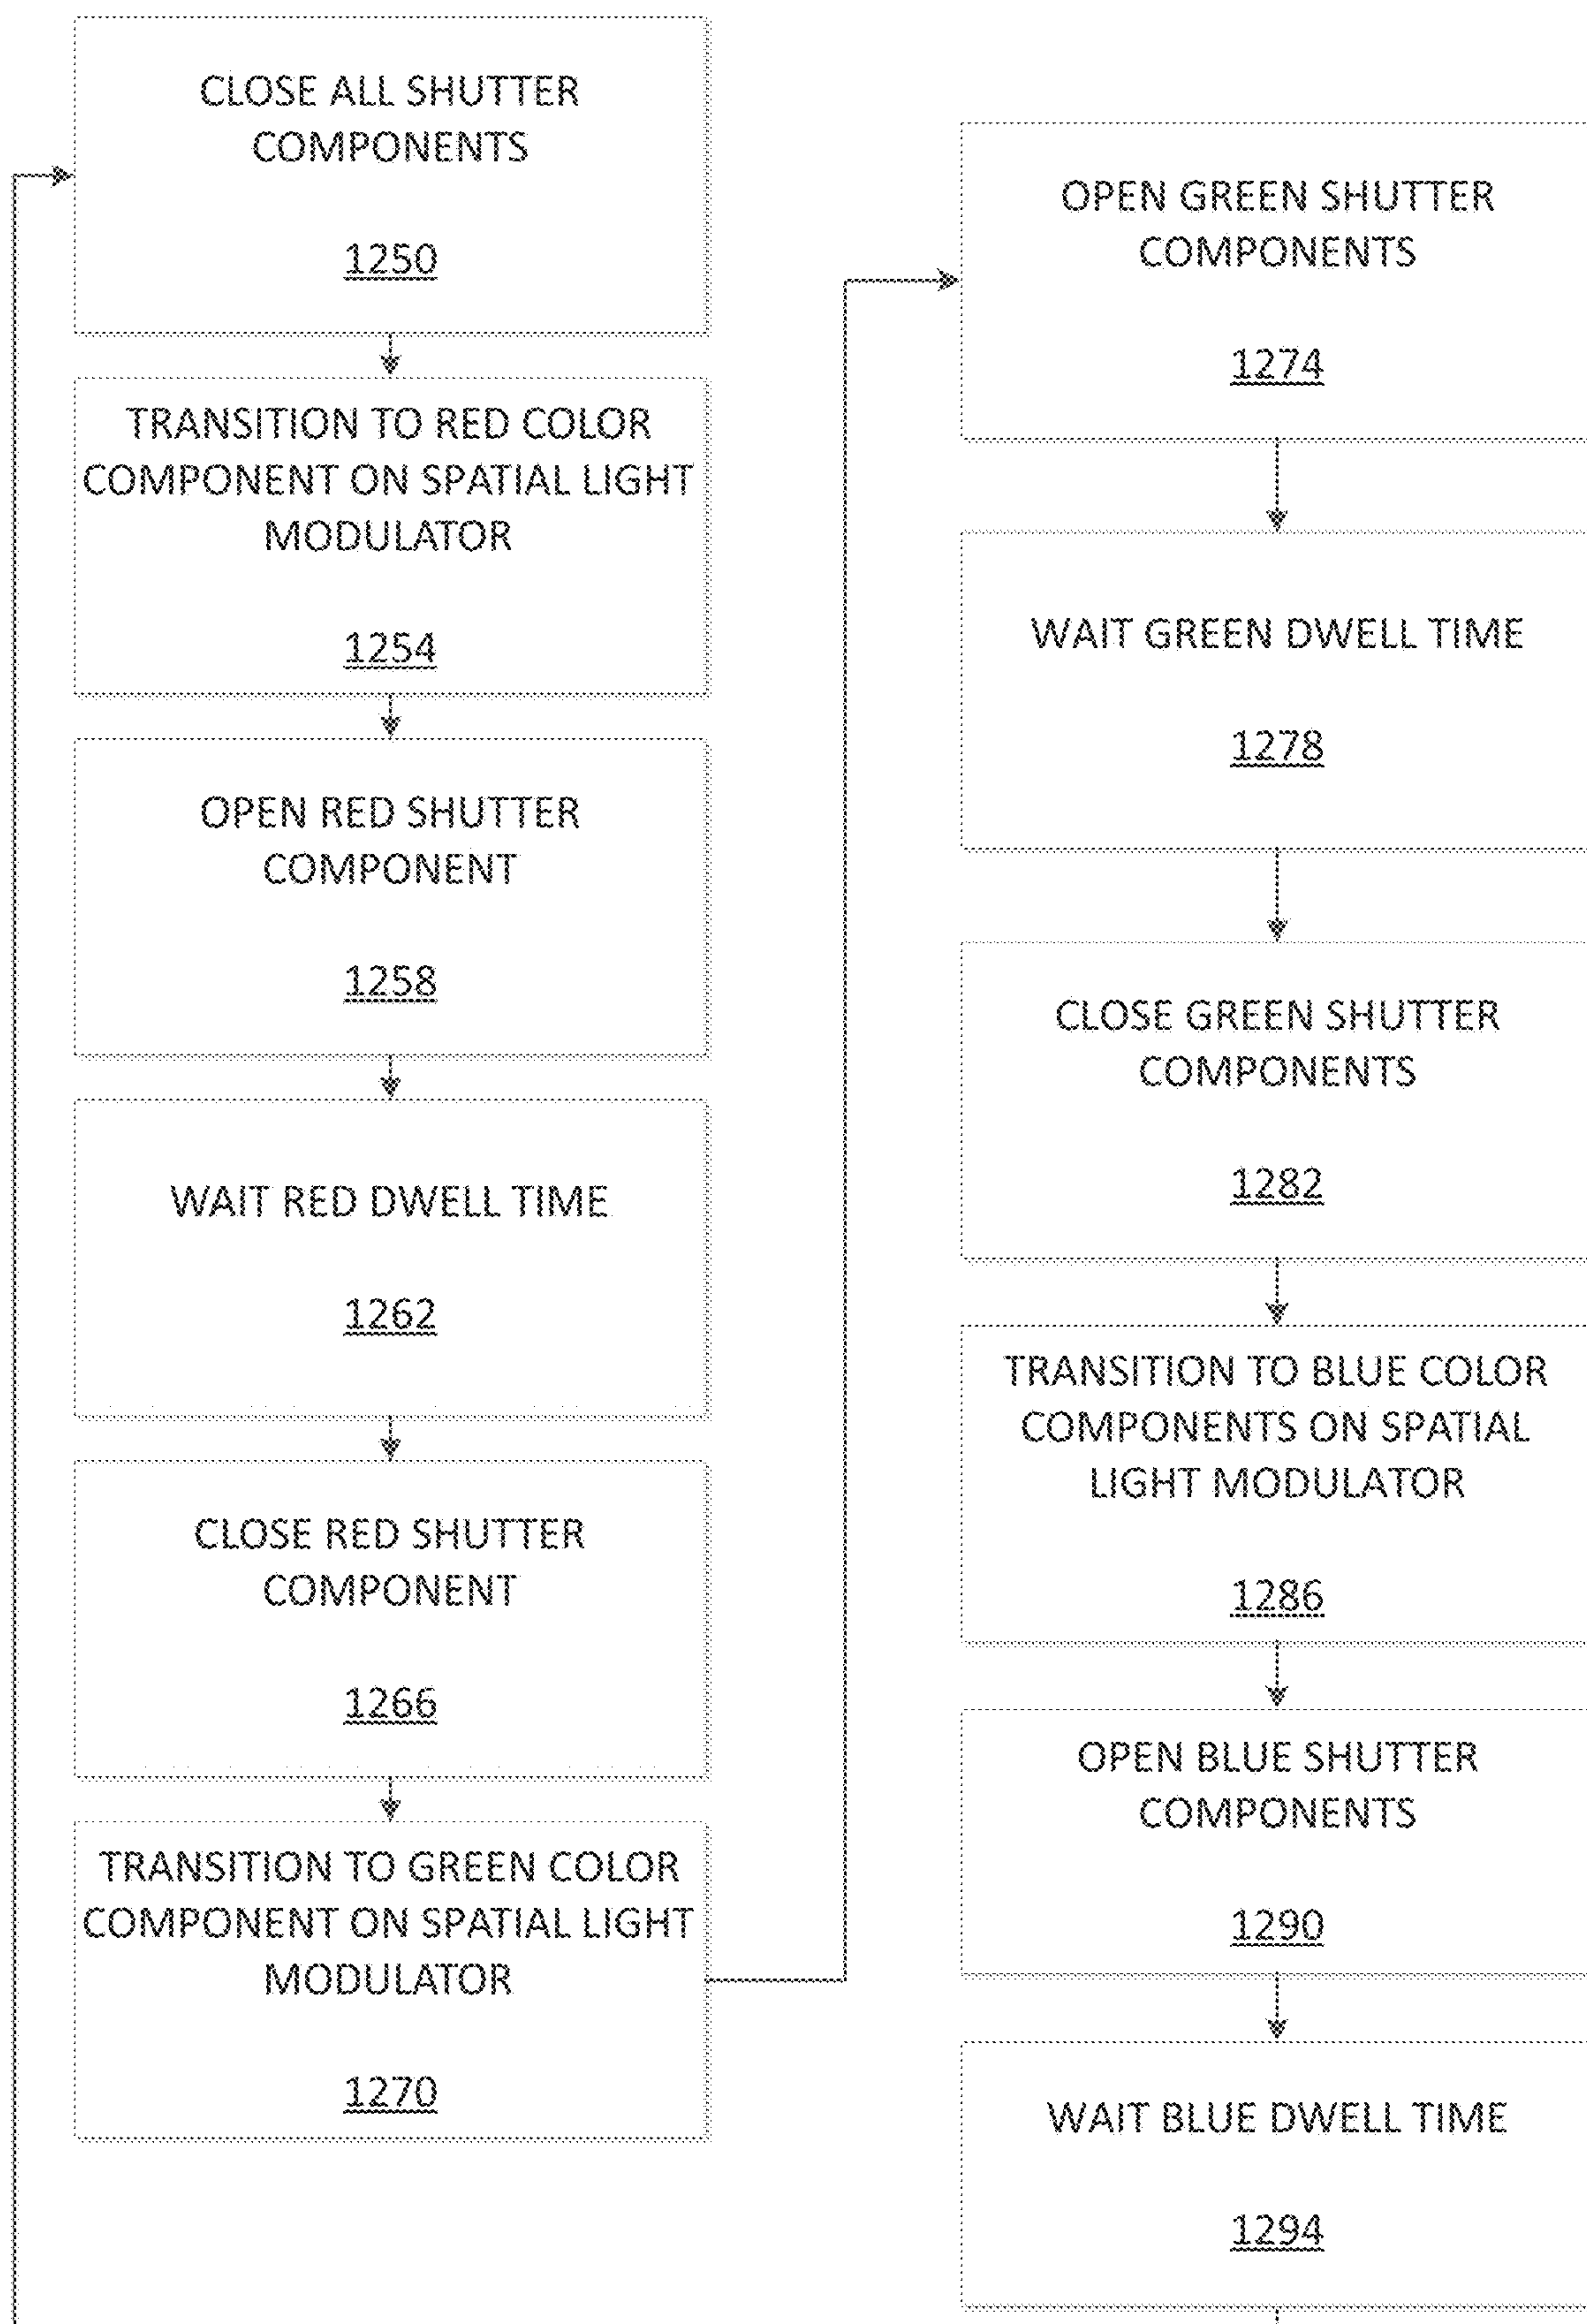 CLOSE ALL SHUTTER
COMPONENTS
1250
TRANSITION TO RED COLOR
COMPONENT ON SPATIAL LIGHT
MODULATOR
1254
OPEN RED SHUTTER
COMPONENT
1258
WAIT RED DWELL TIME
1262
CLOSE RED SHUTTER
COMPONENT
1266
TRANSITION TO GREEN COLOR
COMPONENT ON SPATIAL LIGHT
MODULATOR
1270
OPEN GREEN SHUTTER
COMPONENTS
1274
WAIT GREEN DWELL TIME
1278
CLOSE GREEN SHUTTER
COMPONENTS
1282
TRANSITION TO BLUE COLOR
COMPONENTS ON SPATIAL
LIGHT MODULATOR
1286
OPEN BLUE SHUTTER
COMPONENTS
1290
WAIT BLUE DWELL TIME
1294